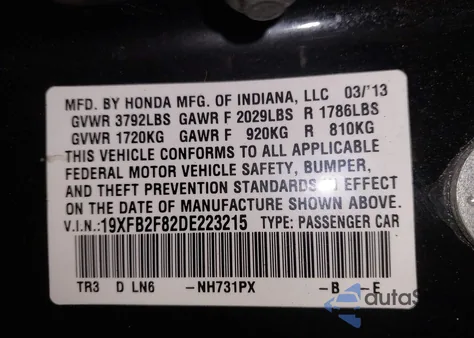 MFD. BY HONDA MFG. OF INDIANA, LLC 03/'13
GVWR 3792LBS GAWR F 2029LBS R 1786LBS
GVWR 1720KG GAWR F 920KG R 810KG
THIS VEHICLE CONFORMS TO ALL APPLICABLE
FEDERAL MOTOR VEHICLE SAFETY, BUMPER,
AND THEFT PREVENTION STANDARDS IN EFFECT
ON THE DATE OF MANUFACTURE SHOWN ABOVE.
V.I.N.: 19XFB2F82DE223215 TYPE: PASSENGER CAR
TR3 D LN6 -NH731PX -B -E